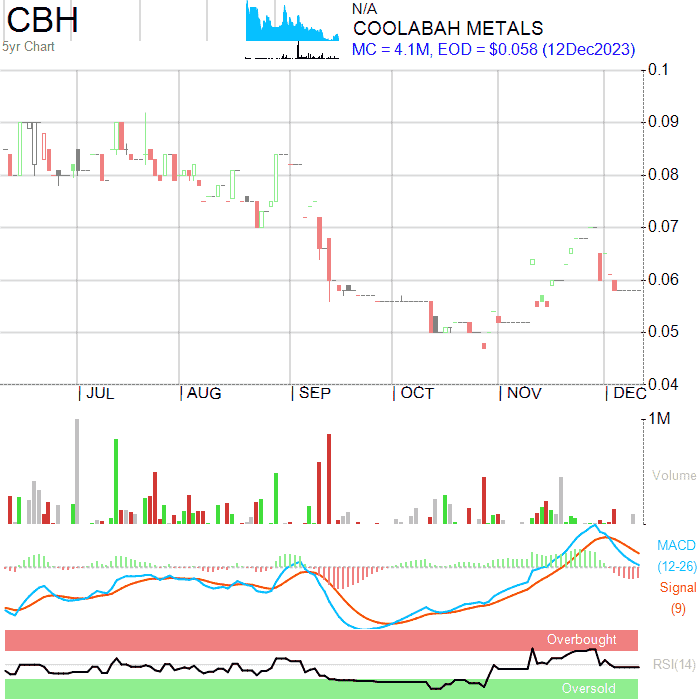 CBH
5yr Chart
N/A
COOLABAH METALS
MC = 4.1M, EOD = $0.058 (12Dec2023)
0.1
0.09
0.08
0.07
0.06
0.05
0.04
| JUL | AUG | SEP | OCT | NOV | DEC
1M
Volume
MACD
(12-26)
Signal
(9)
Overbought
RSI(14)
Oversold